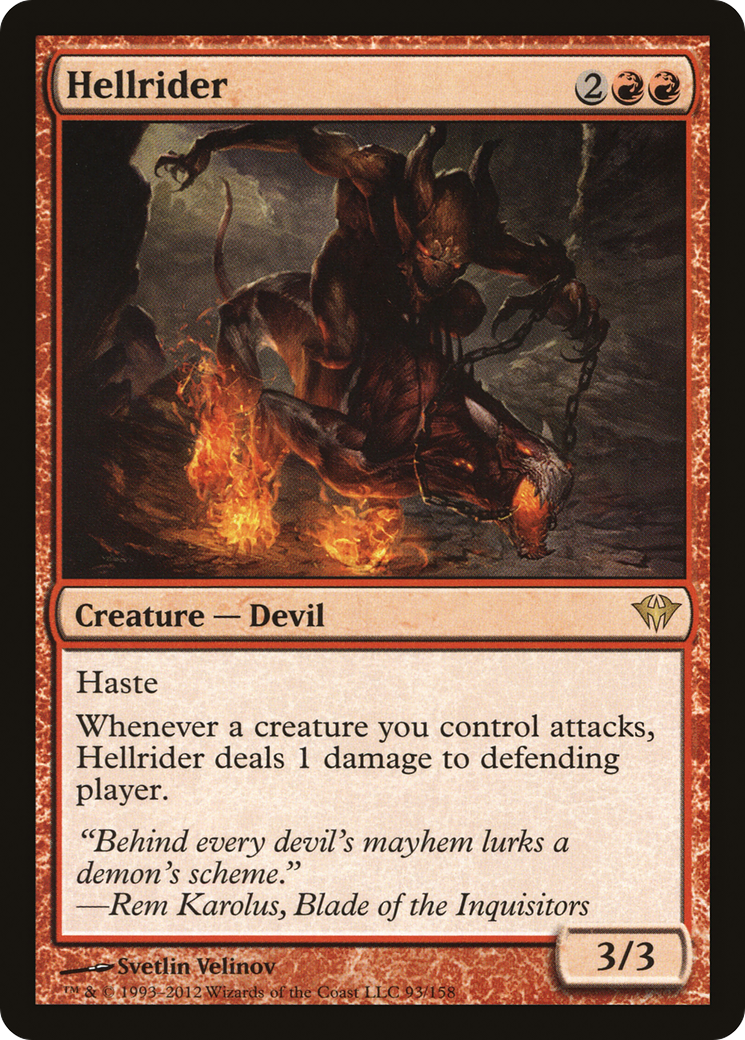 Hellrider 2
Creature — Devil
Haste
Whenever a creature you control attacks,
Hellrider deals 1 damage to defending
player.
“Behind every devil’s mayhem lurks a
demon’s scheme.”
—Rem Karolus, Blade of the Inquisitors
3/3
Svetlin Velinov
™ & © 1993–2012 Wizards of the Coast LLC 93/158